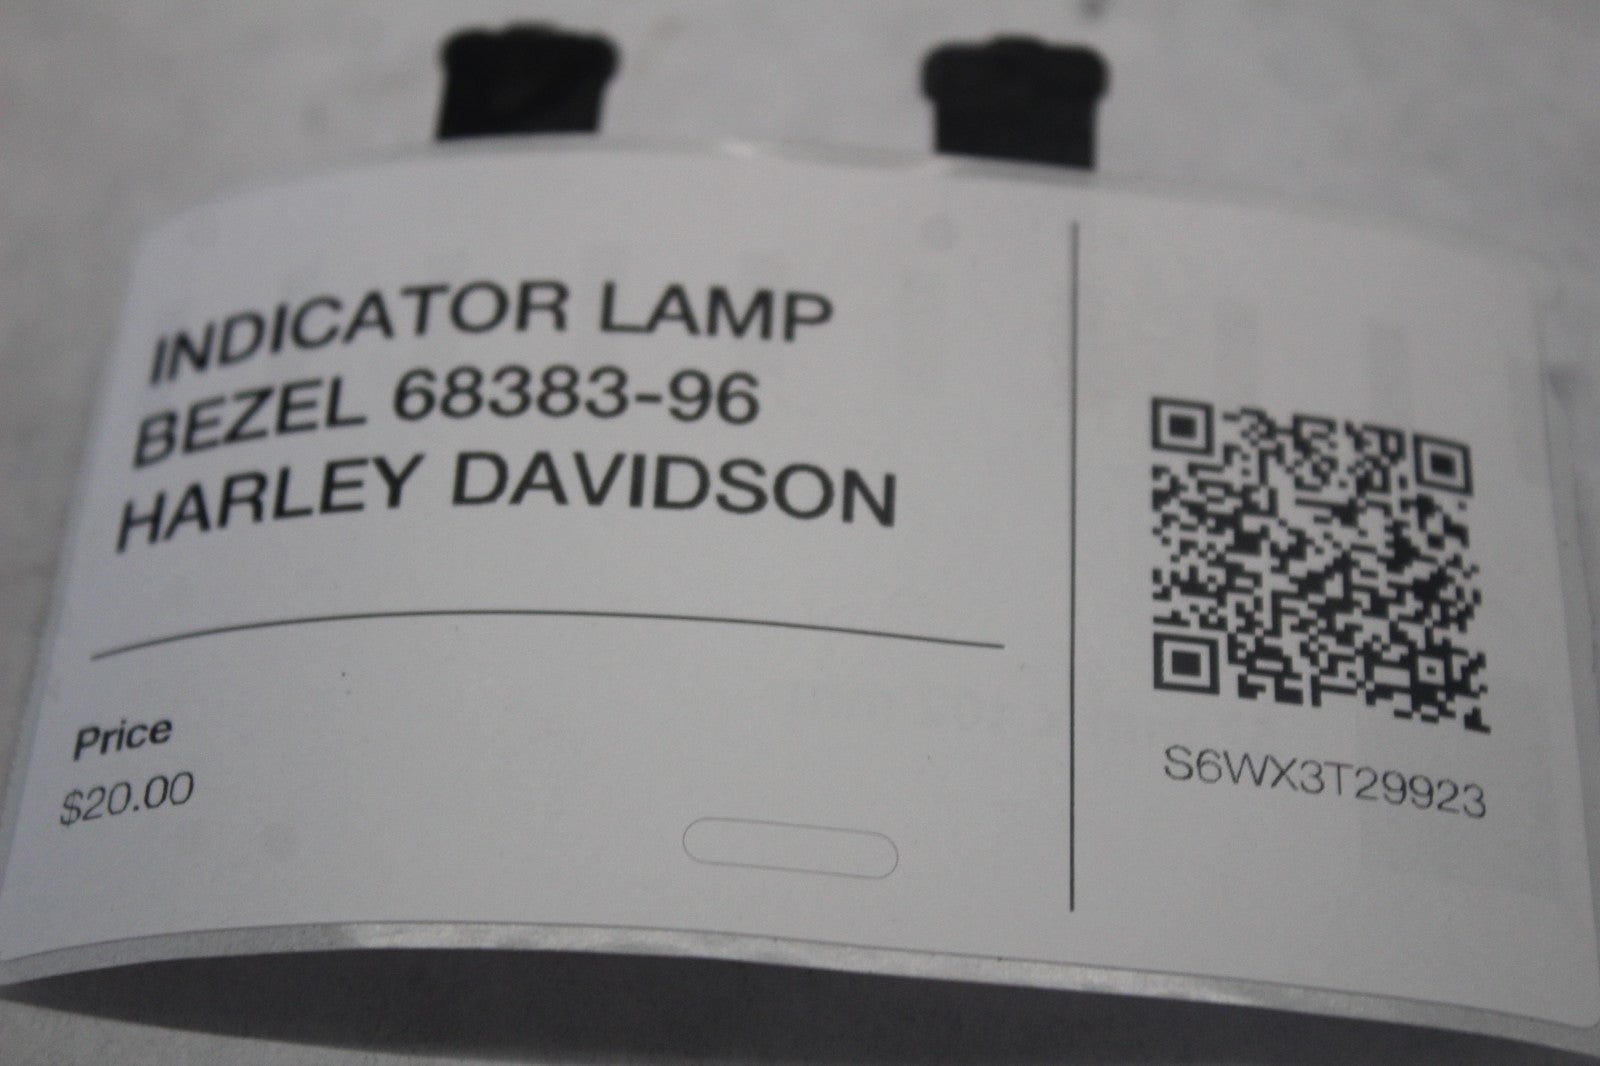 INDICATOR LAMP
BEZEL 68383-96
HARLEY DAVIDSON
Price
$20.00
S6WX3T29923